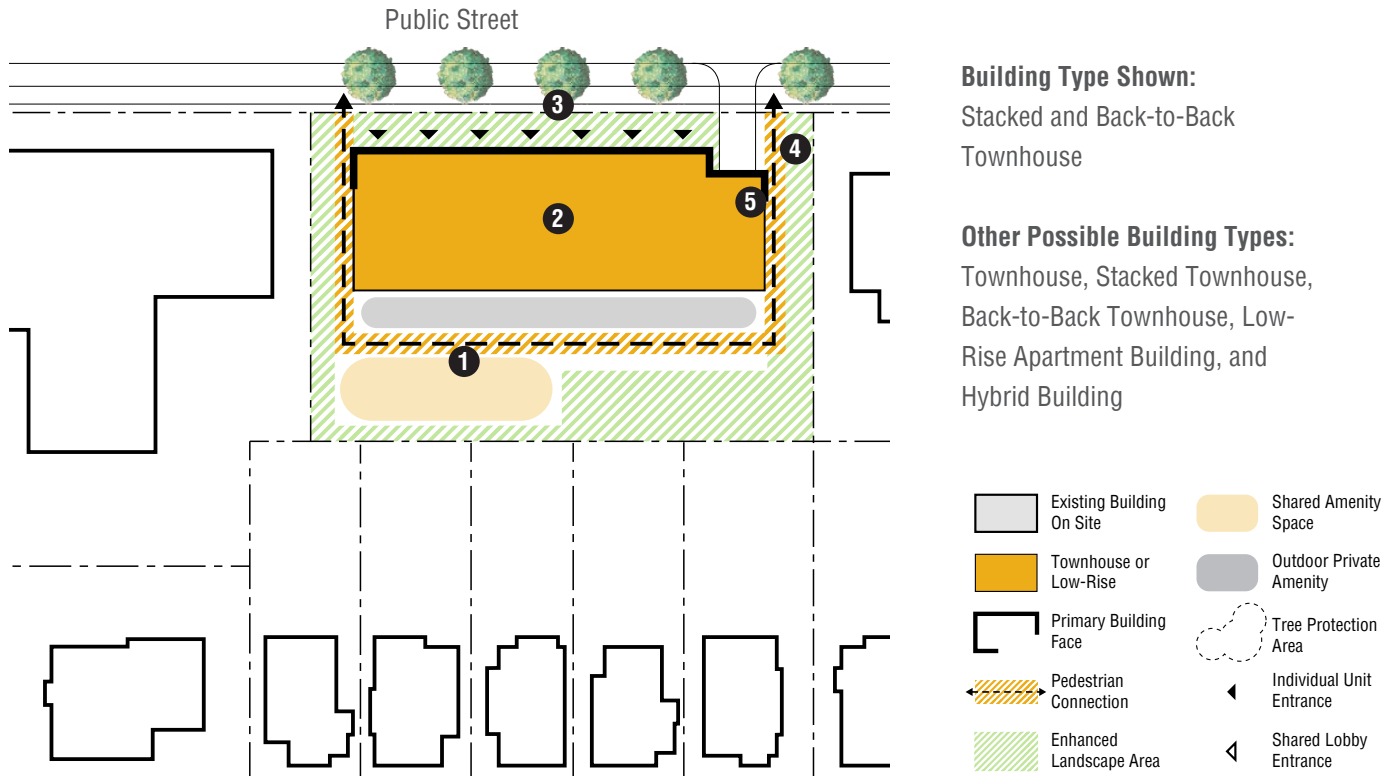 Public Street
3
4
5
2
1
Building Type Shown:
Stacked and Back-to-Back
Townhouse
Other Possible Building Types:
Townhouse, Stacked Townhouse,
Back-to-Back Townhouse, Low-
Rise Apartment Building, and
Hybrid Building
Existing Building
On Site
Townhouse or
Low-Rise
Primary Building
Face
Pedestrian
Connection
Enhanced
Landscape Area
Shared Amenity
Space
Outdoor Private
Amenity
Tree Protection
Area
Individual Unit
Entrance
Shared Lobby
Entrance